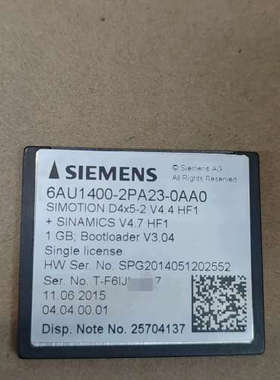 SIEMENS
© Siemens AG
All Rights Reserved
6AU1400-2PA23-0AA0
SIMOTION D4x5-2 V4.4 HF1
+ SINAMICS V4.7 HF1
1 GB; Bootloader V3.04
Single license
HW Ser. No. SPG2014051202552
Ser. No.
11.06.2015
04.04.00.01
Disp. Note No. 25704137